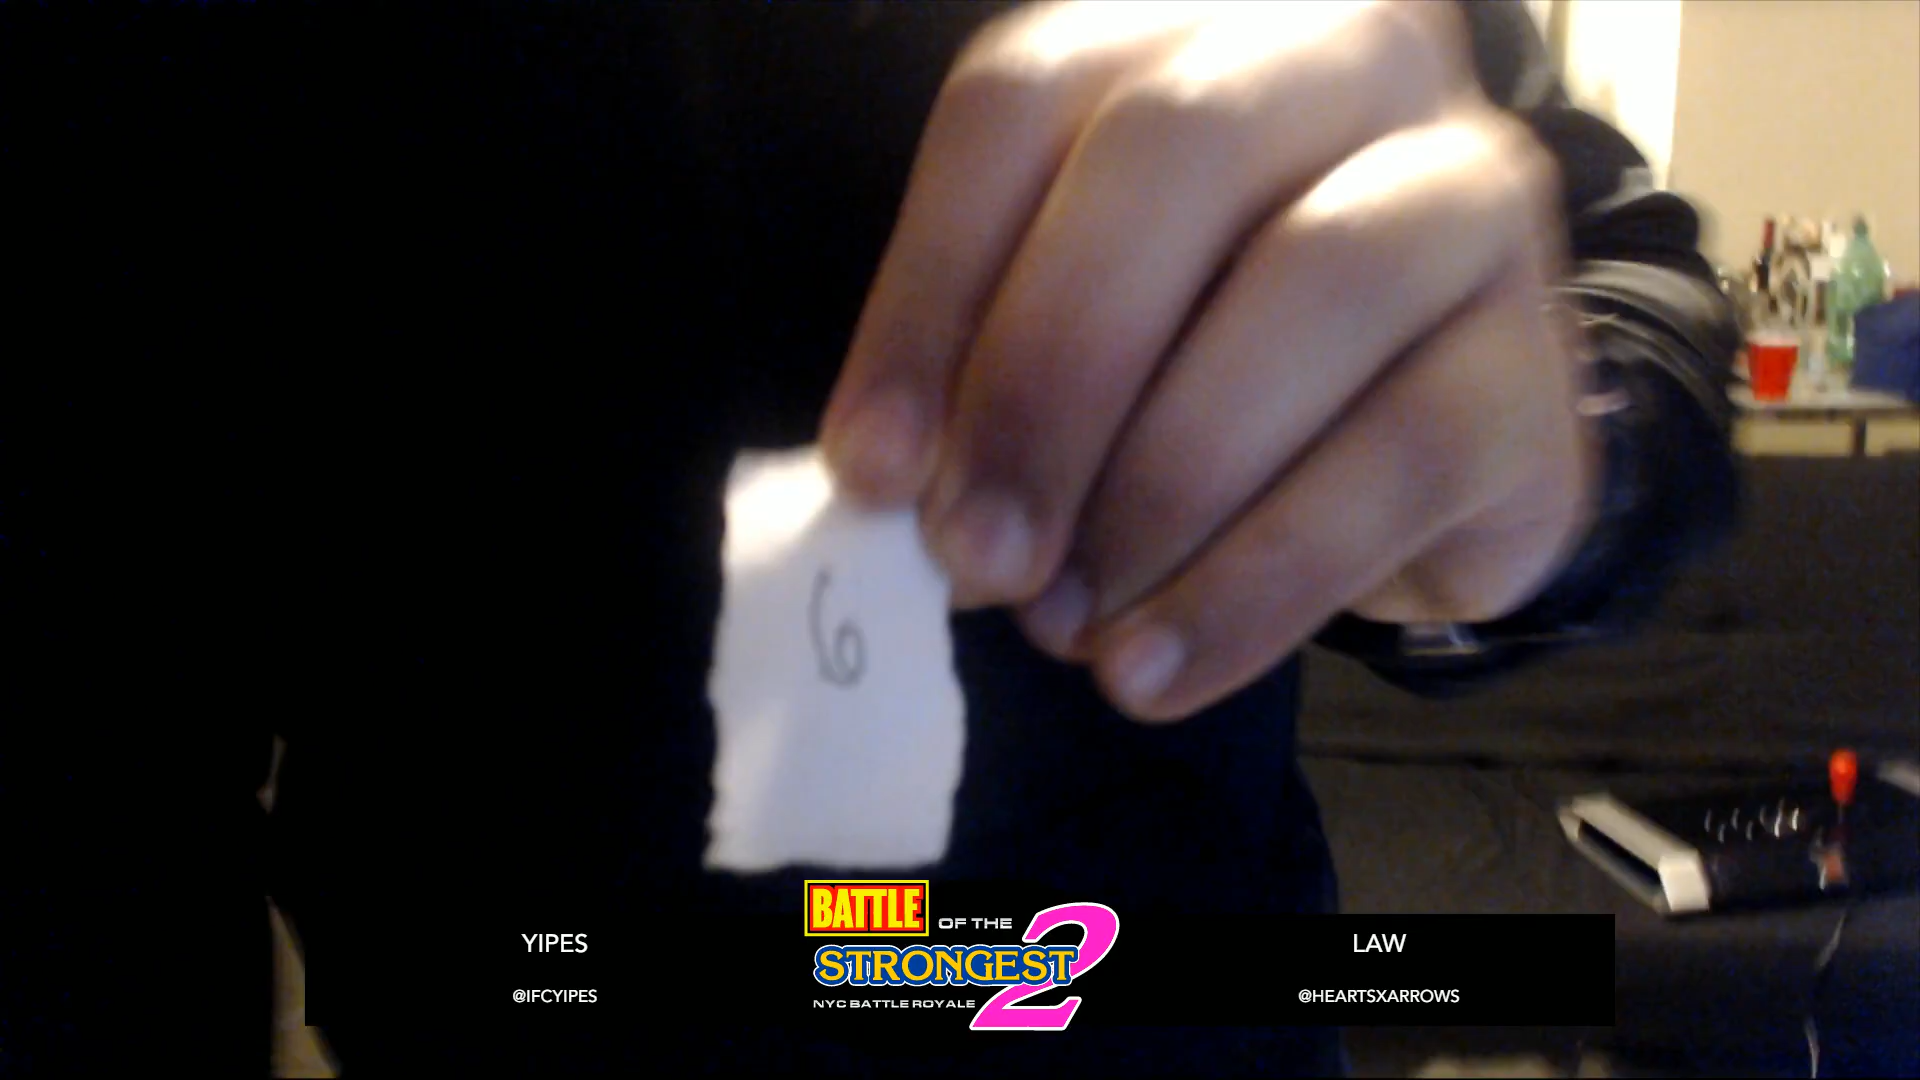 6
BATTLE OF THE
STRONGEST 2
NYC BATTLE ROYALE
YIPES
@IFCYIPES
LAW
@HEARTSXARROWS